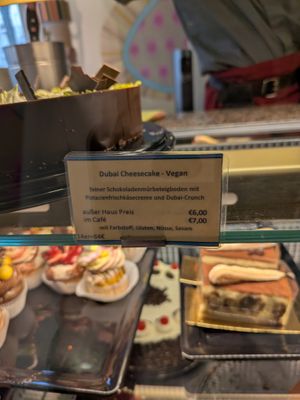 Dubai Cheesecake - Vegan
feiner Schokoladenmürbeteigboden mit
Pistazienfrischkäsecreme und Dubai-Crunch
außer Haus Preis €6,00
im Café €7,00
mit Farbstoff, Gluten, Nüsse, Sesam